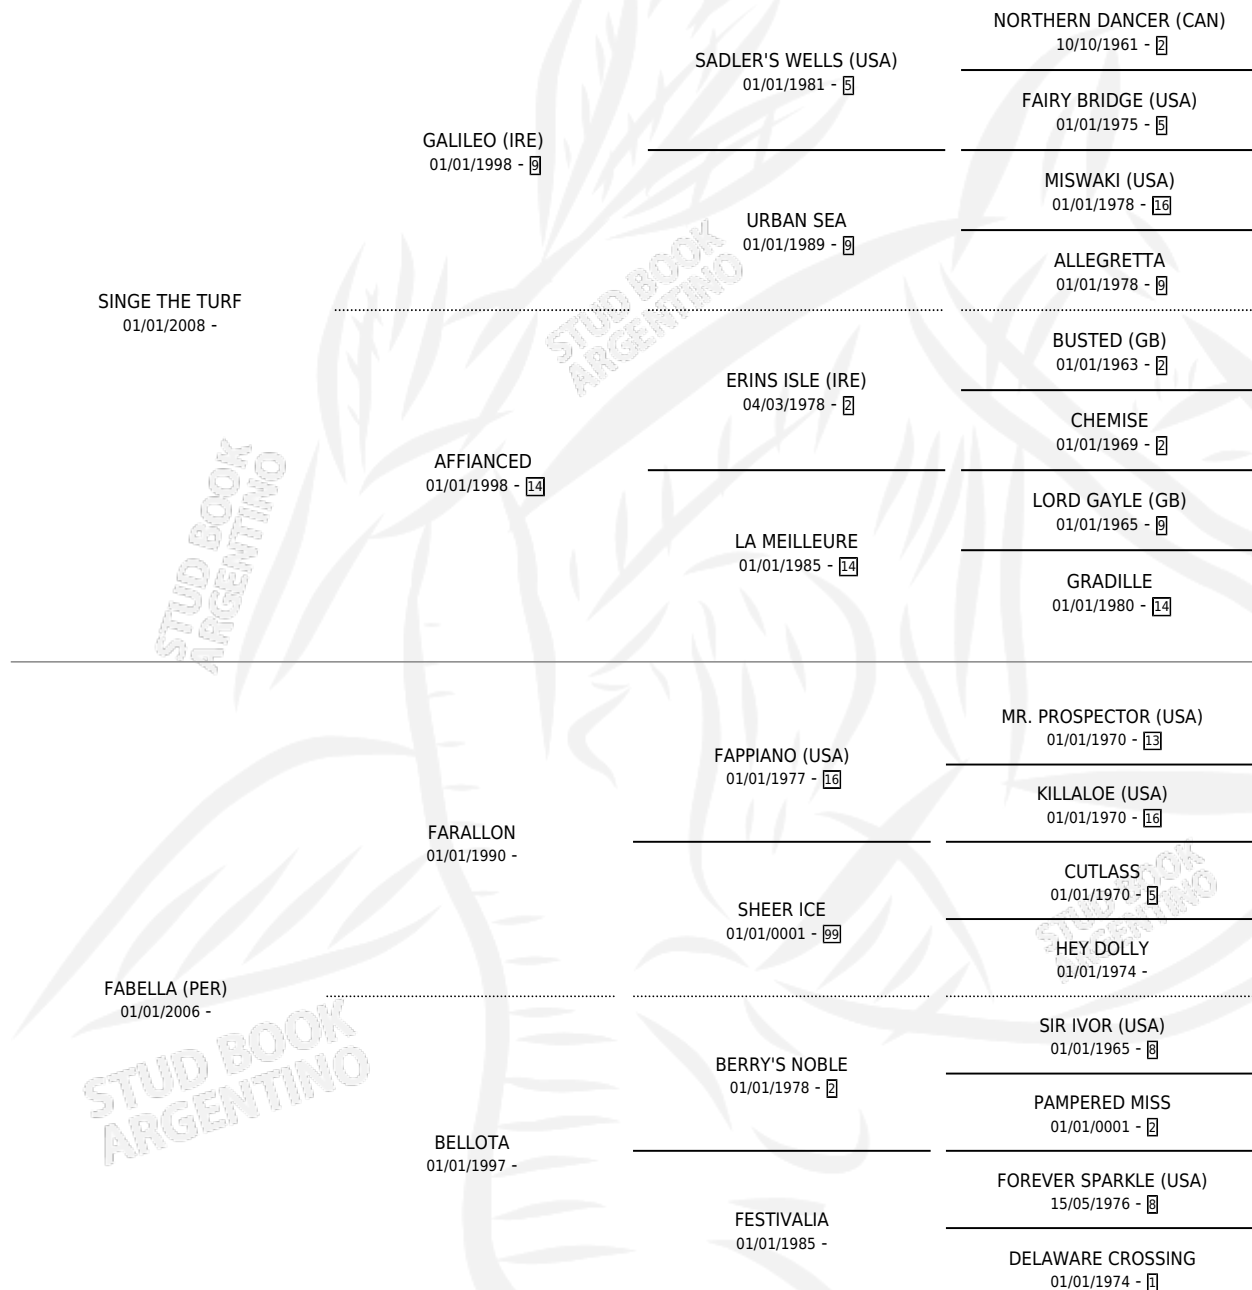 SINGE THE TURF
01/01/2008 -
GALILEO (IRE)
01/01/1998 - 9
AFFIANCED
01/01/1998 - 14
SADLER'S WELLS (USA)
01/01/1981 - 5
URBAN SEA
01/01/1989 - 9
ERINS ISLE (IRE)
04/03/1978 - 2
LA MEILLEURE
01/01/1985 - 14
NORTHERN DANCER (CAN)
10/10/1961 - 2
FAIRY BRIDGE (USA)
01/01/1975 - 5
MISWAKI (USA)
01/01/1978 - 16
ALLEGRETTA
01/01/1978 - 9
BUSTED (GB)
01/01/1963 - 2
CHEMISE
01/01/1969 - 2
LORD GAYLE (GB)
01/01/1965 - 9
GRADILLE
01/01/1980 - 14
FABELLA (PER)
01/01/2006 -
FARALLON
01/01/1990 -
BELLOTA
01/01/1997 -
FAPPIANO (USA)
01/01/1977 - 16
SHEER ICE
01/01/0001 - 99
BERRY'S NOBLE
01/01/1978 - 2
FESTIVALIA
01/01/1985 -
MR. PROSPECTOR (USA)
01/01/1970 - 13
KILLALOE (USA)
01/01/1970 - 16
CUTLASS
01/01/1970 - 5
HEY DOLLY
01/01/1974 -
SIR IVOR (USA)
01/01/1965 - 8
PAMPERED MISS
01/01/0001 - 2
FOREVER SPARKLE (USA)
15/05/1976 - 8
DELAWARE CROSSING
01/01/1974 - 1
STUD BOOK
ARGENTINO
STUD BOOK
ARGENTINO
STUD BOOK
ARGENTINO
STUD BOOK
ARGENTINO